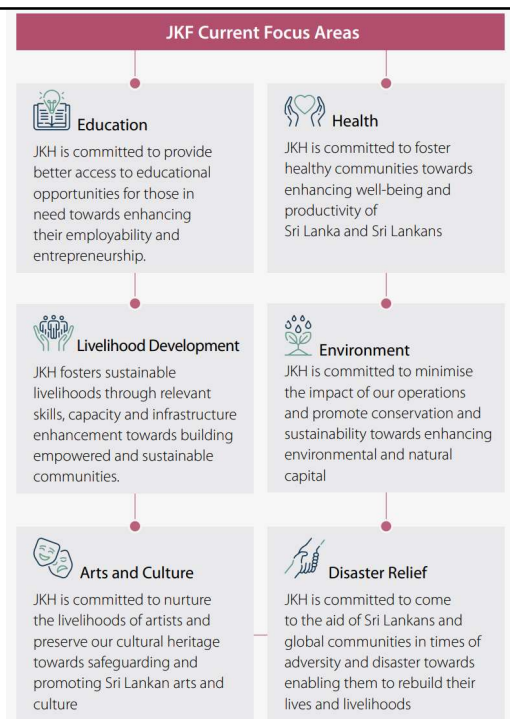 JKF Current Focus Areas
Education
JKH is committed to provide
better access to educational
opportunities for those in
need towards enhancing
their employability and
entrepreneurship.
Health
JKH is committed to foster
healthy communities towards
enhancing well-being and
productivity of
Sri Lanka and Sri Lankans
Livelihood Development
JKH fosters sustainable
livelihoods through relevant
skills, capacity and infrastructure
enhancement towards building
empowered and sustainable
communities.
Environment
JKH is committed to minimise
the impact of our operations
and promote conservation and
sustainability towards enhancing
environmental and natural
capital
Arts and Culture
JKH is committed to nurture
the livelihoods of artists and
preserve our cultural heritage
towards safeguarding and
promoting Sri Lankan arts and
culture
Disaster Relief
JKH is committed to come
to the aid of Sri Lankans and
global communities in times of
adversity and disaster towards
enabling them to rebuild their
lives and livelihoods